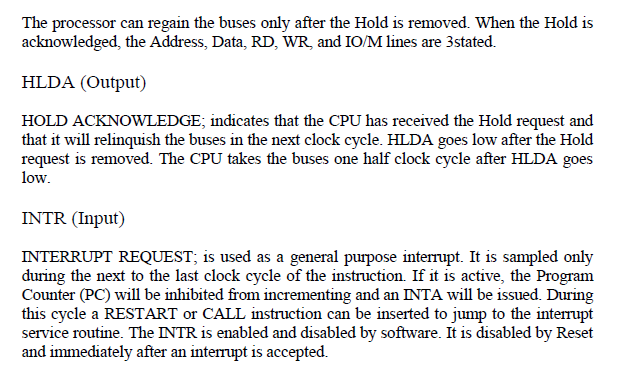 The processor can regain the buses only after the Hold is removed. When the Hold is
acknowledged, the Address, Data, RD, WR, and IO/M lines are 3stated.
HLDA (Output)
HOLD ACKNOWLEDGE; indicates that the CPU has received the Hold request and
that it will relinquish the buses in the next clock cycle. HLDA goes low after the Hold
request is removed. The CPU takes the buses one half clock cycle after HLDA goes
low.
INTR (Input)
INTERRUPT REQUEST; is used as a general purpose interrupt. It is sampled only
during the next to the last clock cycle of the instruction. If it is active, the Program
Counter (PC) will be inhibited from incrementing and an INTA will be issued. During
this cycle a RESTART or CALL instruction can be inserted to jump to the interrupt
service routine. The INTR is enabled and disabled by software. It is disabled by Reset
and immediately after an interrupt is accepted.